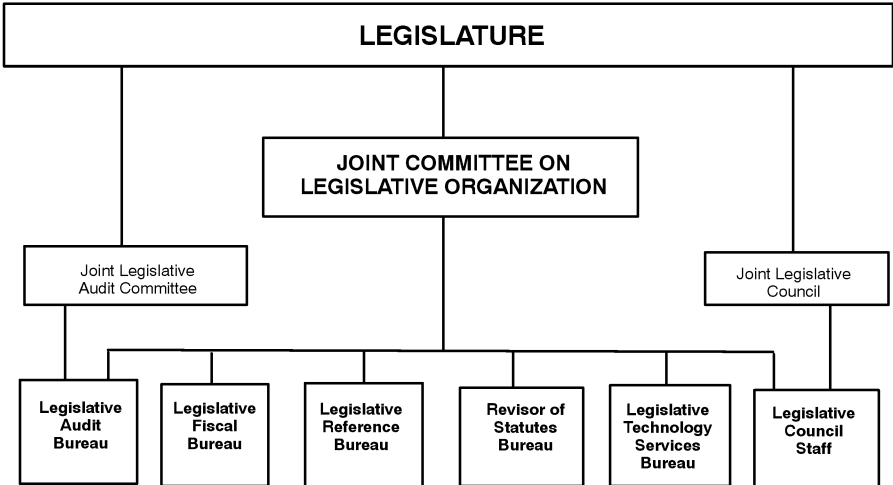 LEGISLATURE
JOINT COMMITTEE ON
LEGISLATIVE ORGANIZATION
Joint Legislative
Audit Committee
Joint Legislative
Council
Legislative
Audit
Bureau
Legislative
Fiscal
Bureau
Legislative
Reference
Bureau
Revisor of
Statutes
Bureau
Legislative
Technology
Services
Bureau
Legislative
Council
Staff